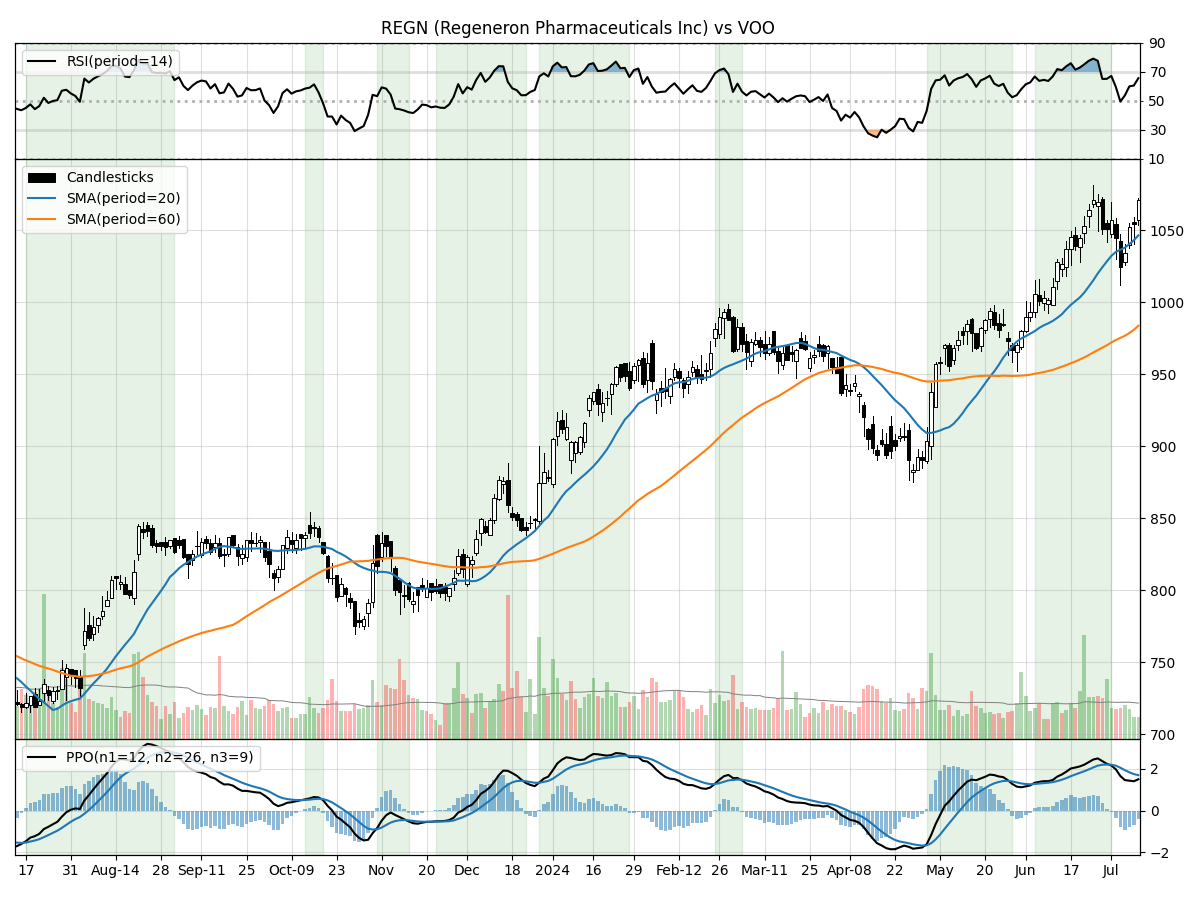 REGN (Regeneron Pharmaceuticals Inc) vs VOO
RSI(period=14)
90
70
50
30
10
Candlesticks
SMA(period=20)
SMA(period=60)
1050
1000
950
900
850
800
750
700
PPO(n1=12, n2=26, n3=9)
2
0
−2
17 31 Aug-14 28 Sep-11 25 Oct-09 23 Nov 20 Dec 18 2024 16 29 Feb-12 26 Mar-11 25 Apr-08 22 May 20 Jun 17 Jul